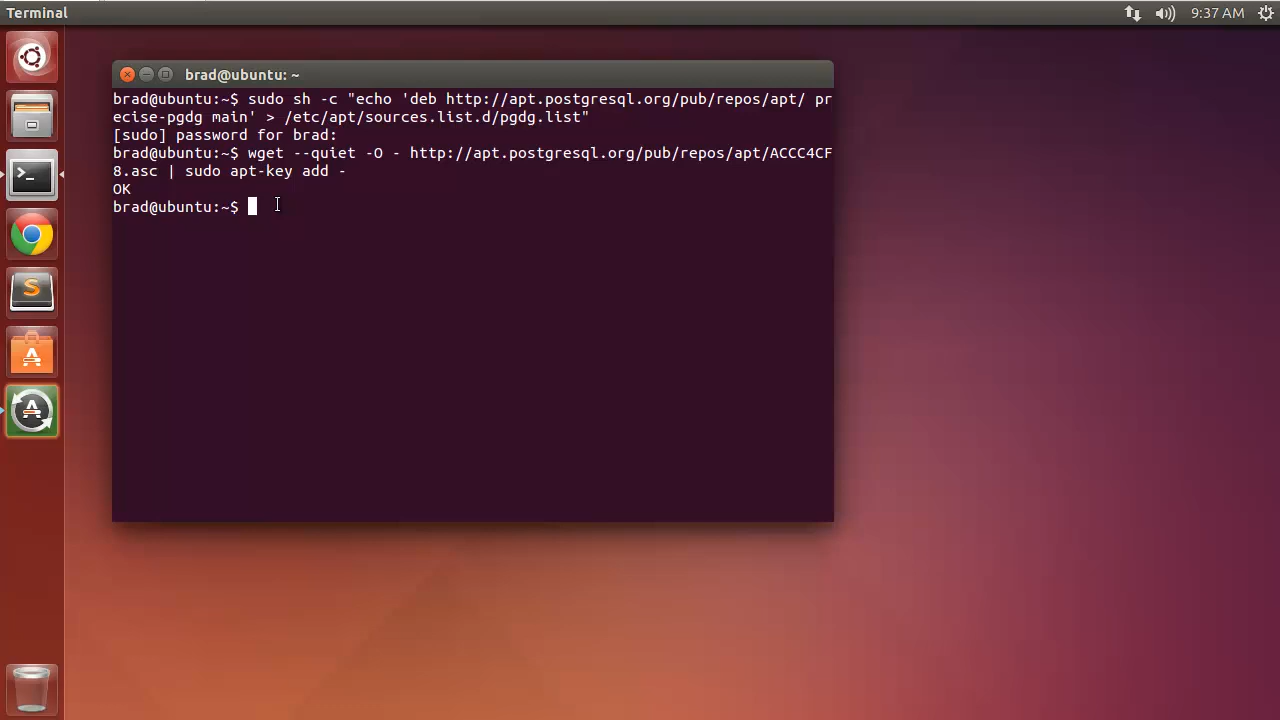 Terminal
9:37 AM
brad@ubuntu: ~
brad@ubuntu:~$ sudo sh -c "echo 'deb http://apt.postgresql.org/pub/repos/apt/ pr
ecise-pgdg main' > /etc/apt/sources.list.d/pgdg.list"
[sudo] password for brad:
brad@ubuntu:~$ wget --quiet -O - http://apt.postgresql.org/pub/repos/apt/ACCC4CF
8.asc | sudo apt-key add -
OK
brad@ubuntu:~$